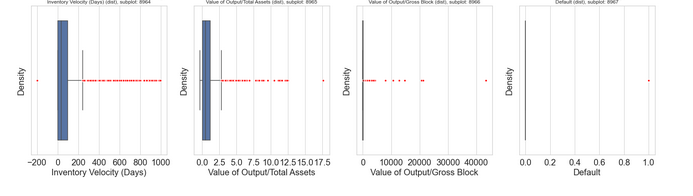 Inventory Velocity (Days) (dist), subplot: 8964
Value of Output/Total Assets (dist), subplot: 8965
Value of Output/Gross Block (dist), subplot: 8966
Default (dist), subplot: 8967
Density
Density
Density
Density
−200 0 200 400 600 800 1000
0.0 2.5 5.0 7.5 10.0 12.5 15.0 17.5
0 10000 20000 30000 40000
0.0 0.2 0.4 0.6 0.8 1.0
Inventory Velocity (Days)
Value of Output/Total Assets
Value of Output/Gross Block
Default